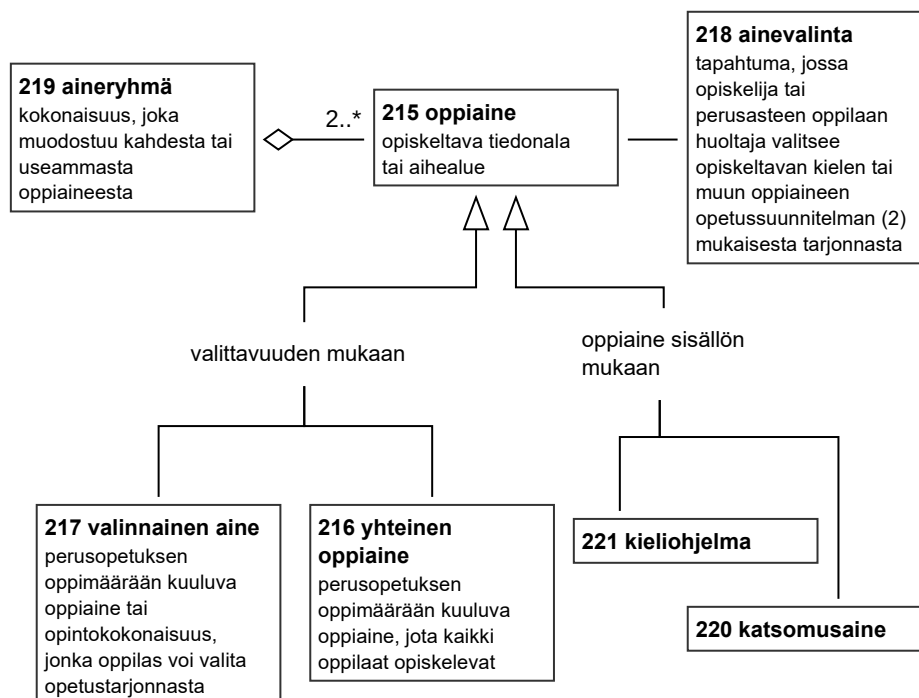 219 aineryhmä
kokonaisuus, joka
muodostuu kahdesta tai
useammasta
oppiaineesta
2..*
215 oppiaine
opiskeltava tiedonala
tai aihealue
218 ainevalinta
tapahtuma, jossa
opiskelija tai
perusasteen oppilaan
huoltaja valitsee
opiskeltavan kielen tai
muun oppiaineen
opetussuunnitelman (2)
mukaisesta tarjonnasta
valittavuuden mukaan
oppiaine sisällön
mukaan
217 valinnainen aine
perusopetuksen
oppimäärään kuuluva
oppiaine tai
opintokokonaisuus,
jonka oppilas voi valita
opetustarjonnasta
216 yhteinen
oppiaine
perusopetuksen
oppimäärään kuuluva
oppiaine, jota kaikki
oppilaat opiskelevat
221 kieliohjelma
220 katsomusaine